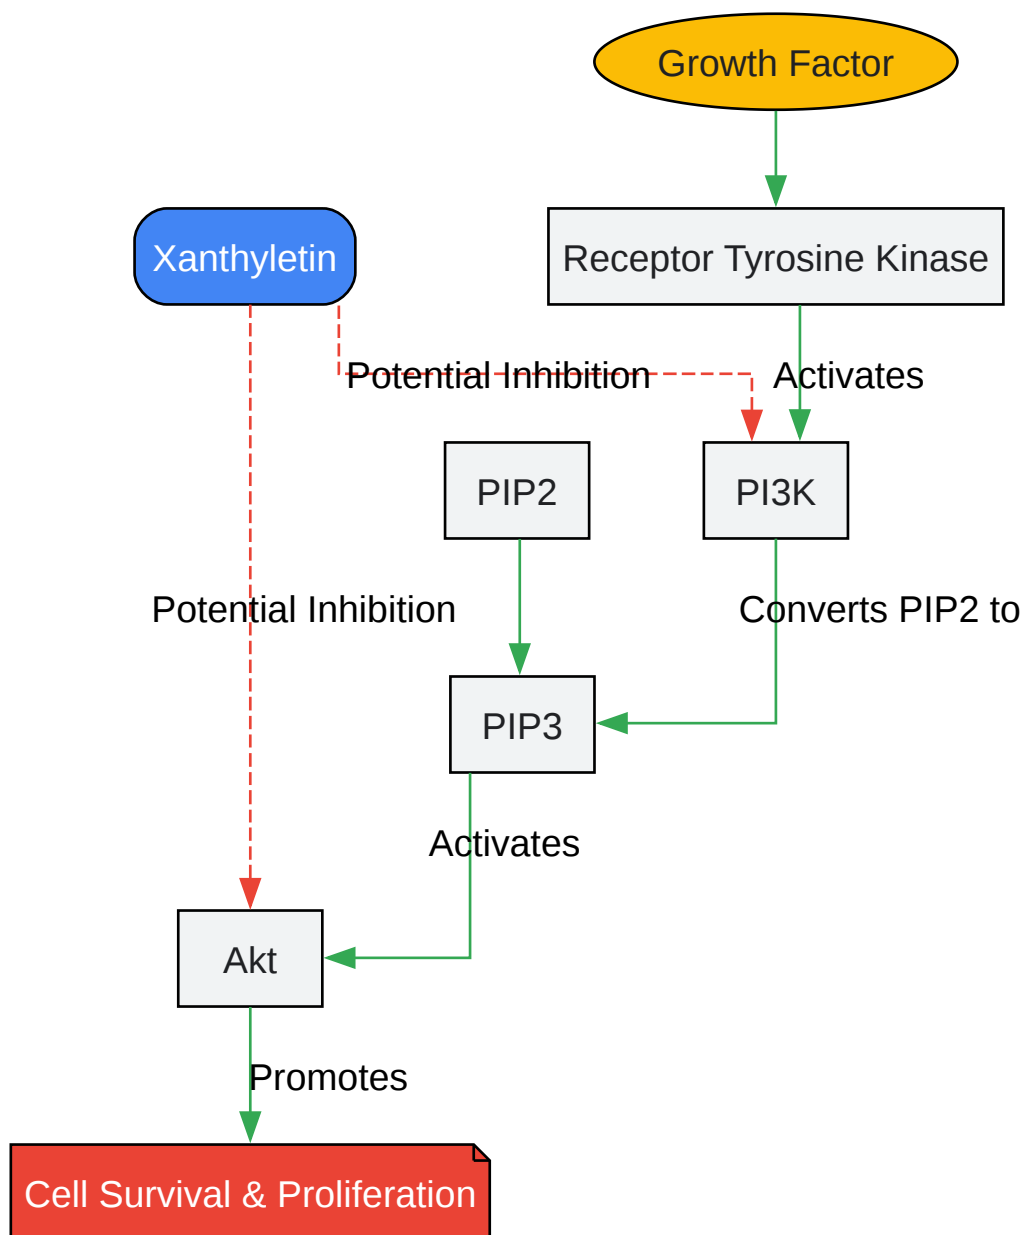 Growth Factor
Xanthyletin
Receptor Tyrosine Kinase
Potential Inhibition
Activates
PIP2
PI3K
Potential Inhibition
Converts PIP2 to
PIP3
Activates
Akt
Promotes
Cell Survival & Proliferation